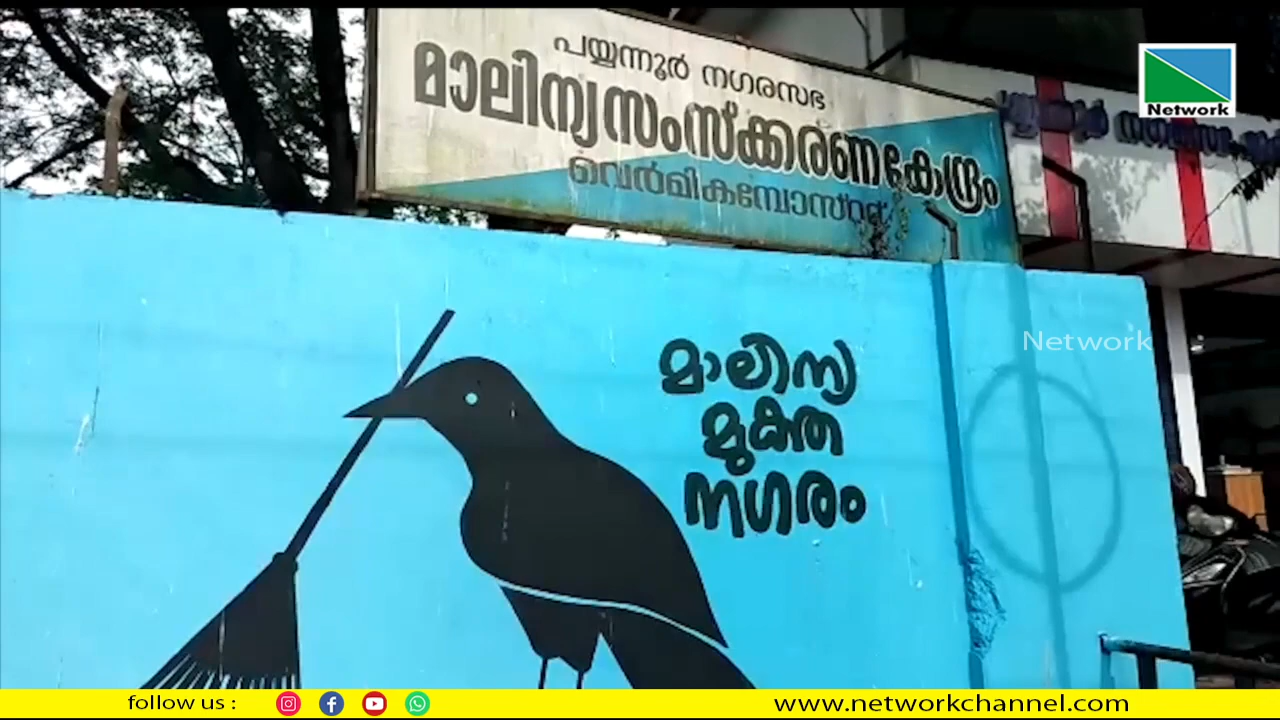 പയ്യന്നൂർ നഗരസഭ
മാലിന്യസംസ്ക്കരണകേന്ദ്രം
വെർമികമ്പോസ്റ്റ്
Network
Network
മാലിന്യ
മുക്ത
നഗരം
follow us :
www.networkchannel.com